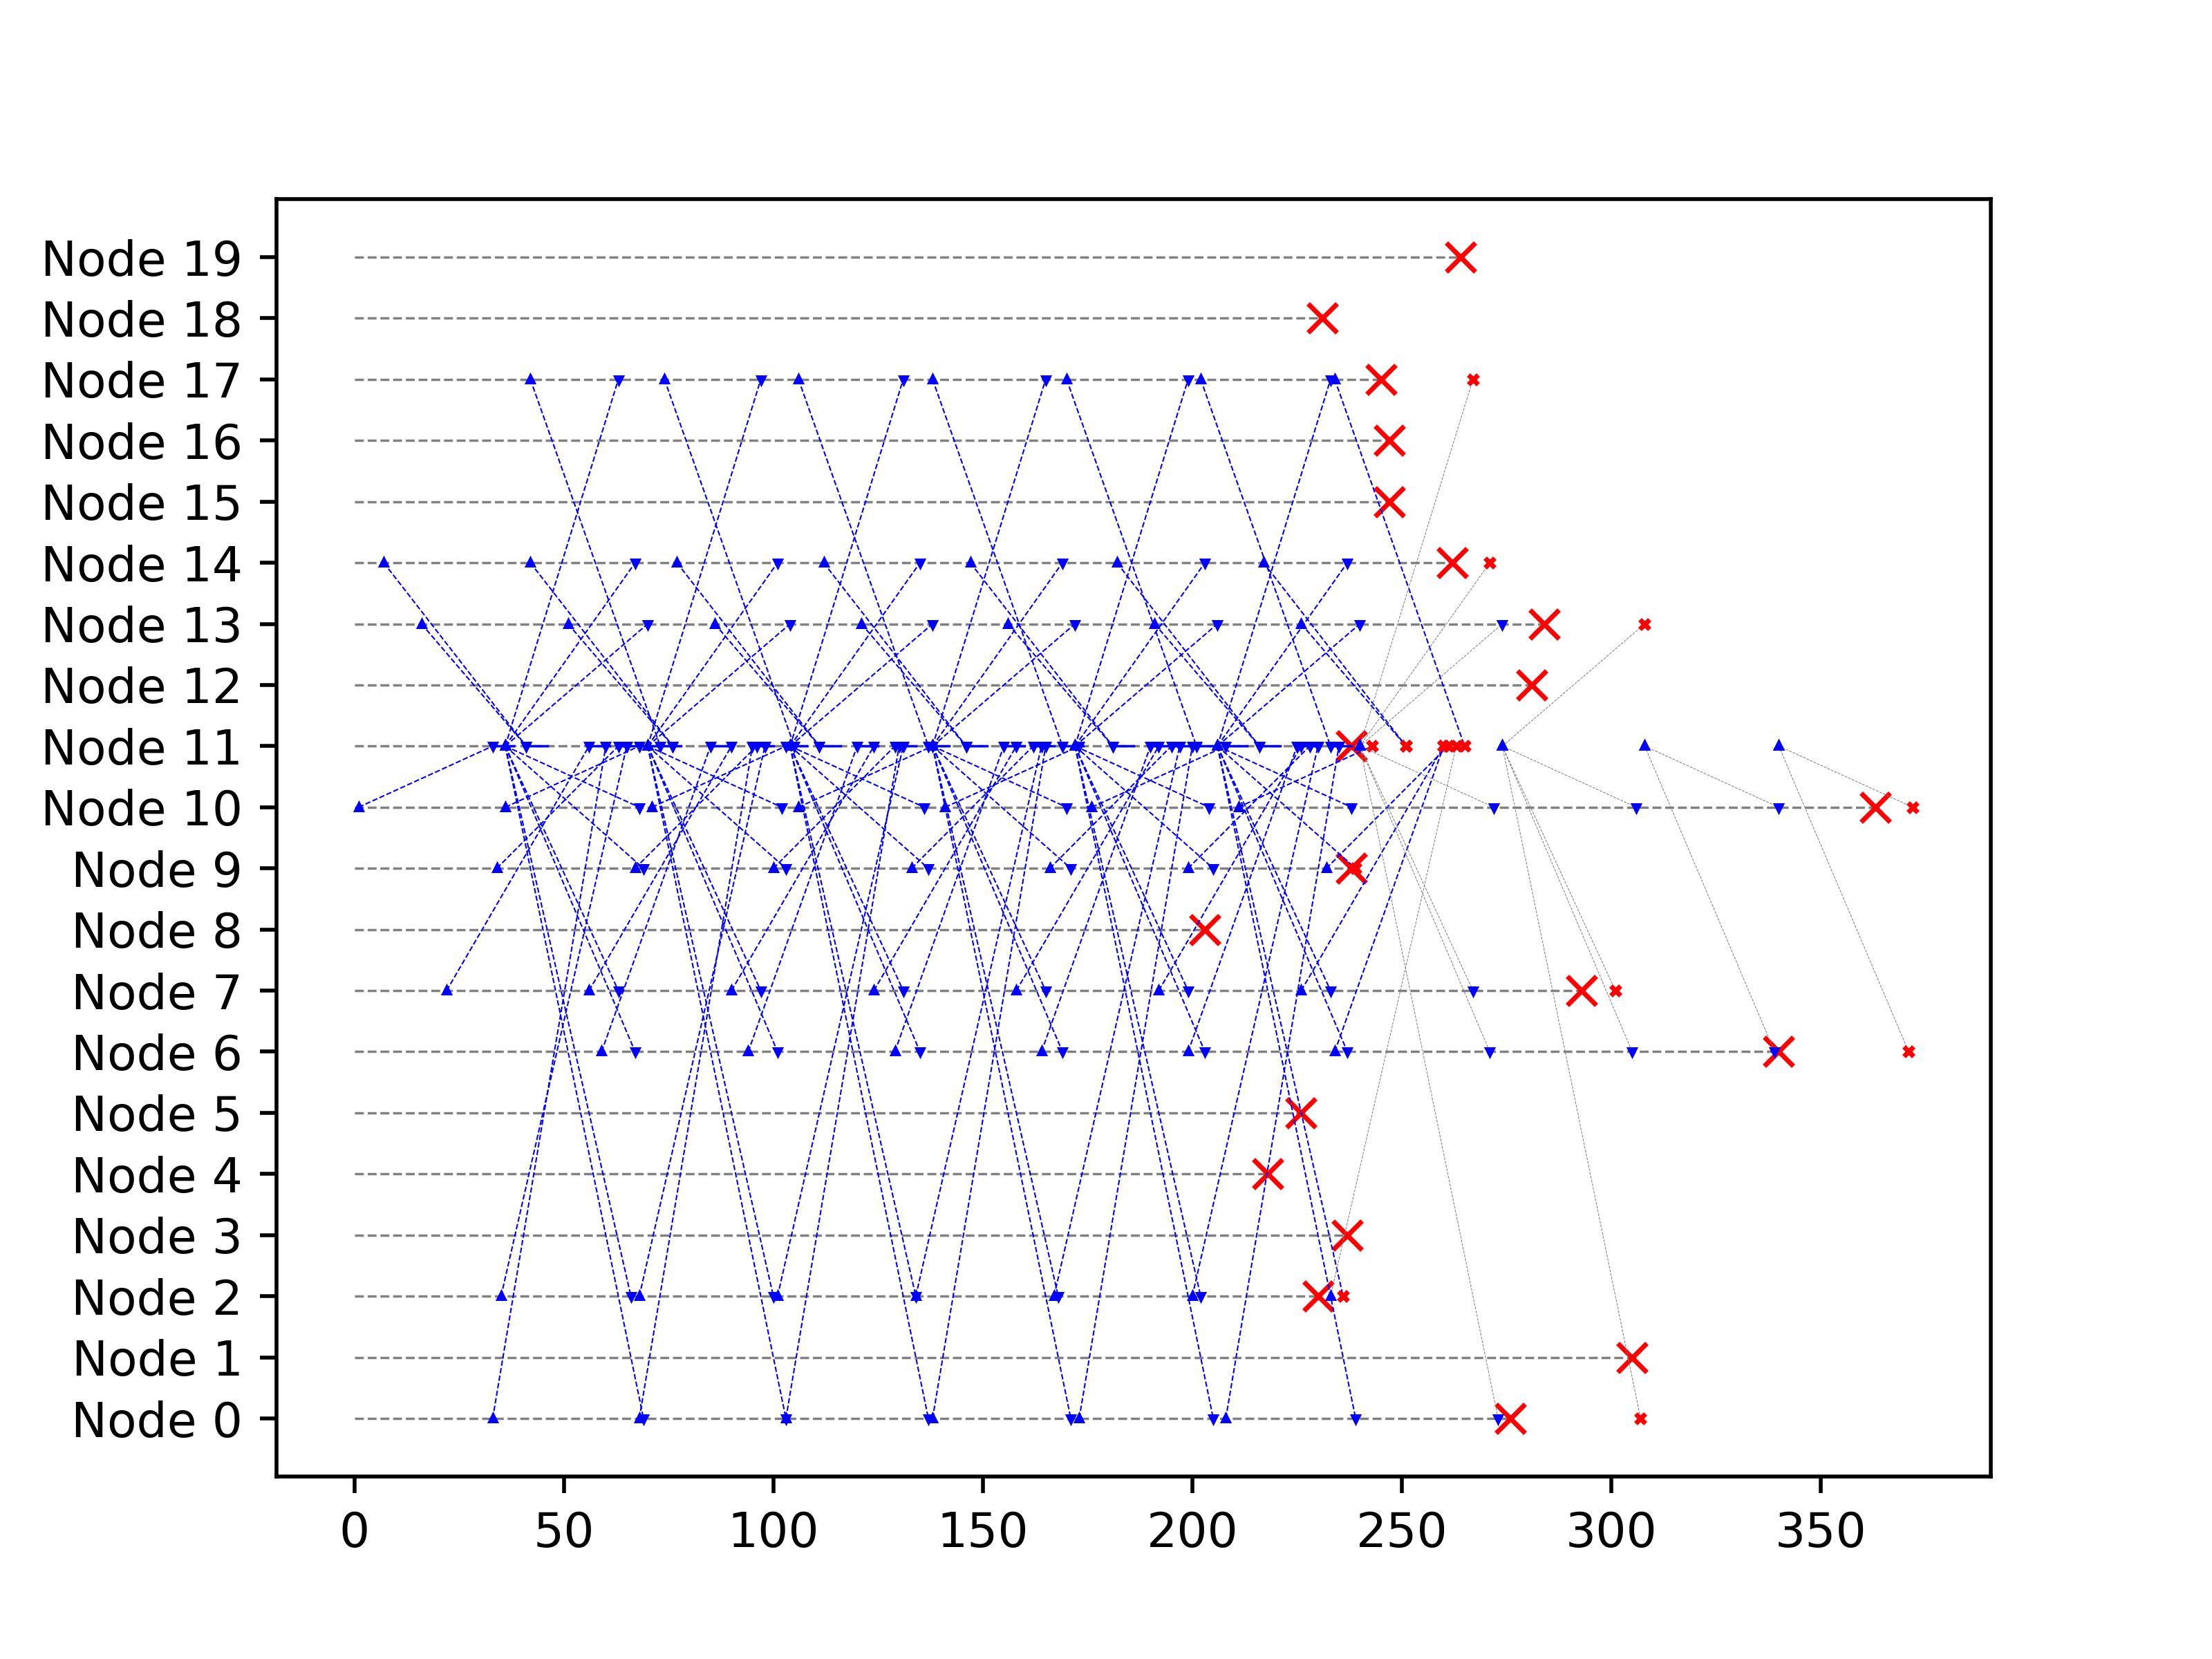 Node 19
Node 18
Node 17
Node 16
Node 15
Node 14
Node 13
Node 12
Node 11
Node 10
Node 9
Node 8
Node 7
Node 6
Node 5
Node 4
Node 3
Node 2
Node 1
Node 0
0 50 100 150 200 250 300 350